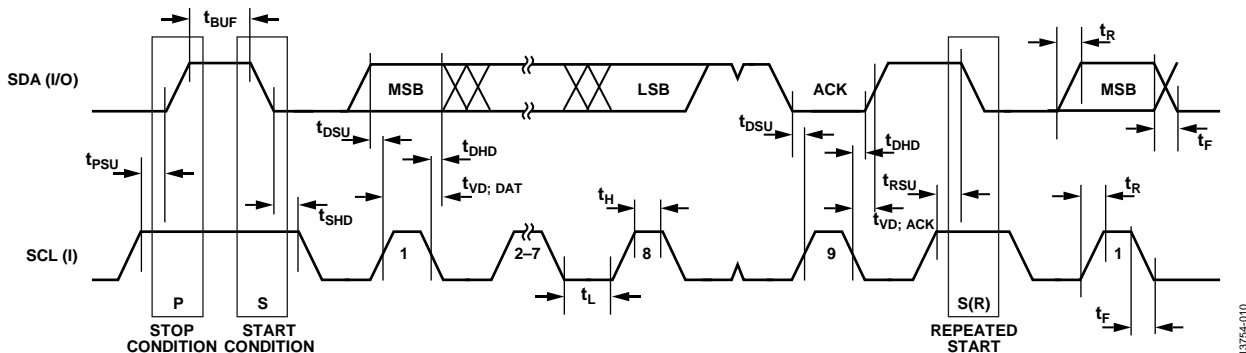 tBUF
tR
SDA (I/O)
MSB
LSB
ACK
MSB
tDSU
tDHD
tDSU
tDHD
tF
tPSU
tVD; DAT
tRSU
tR
tH
tSHD
tVD; ACK
SCL (I)
1
2–7
8
9
1
P
S
tL
S(R)
tF
STOP
CONDITION
START
CONDITION
REPEATED
START
13754-010